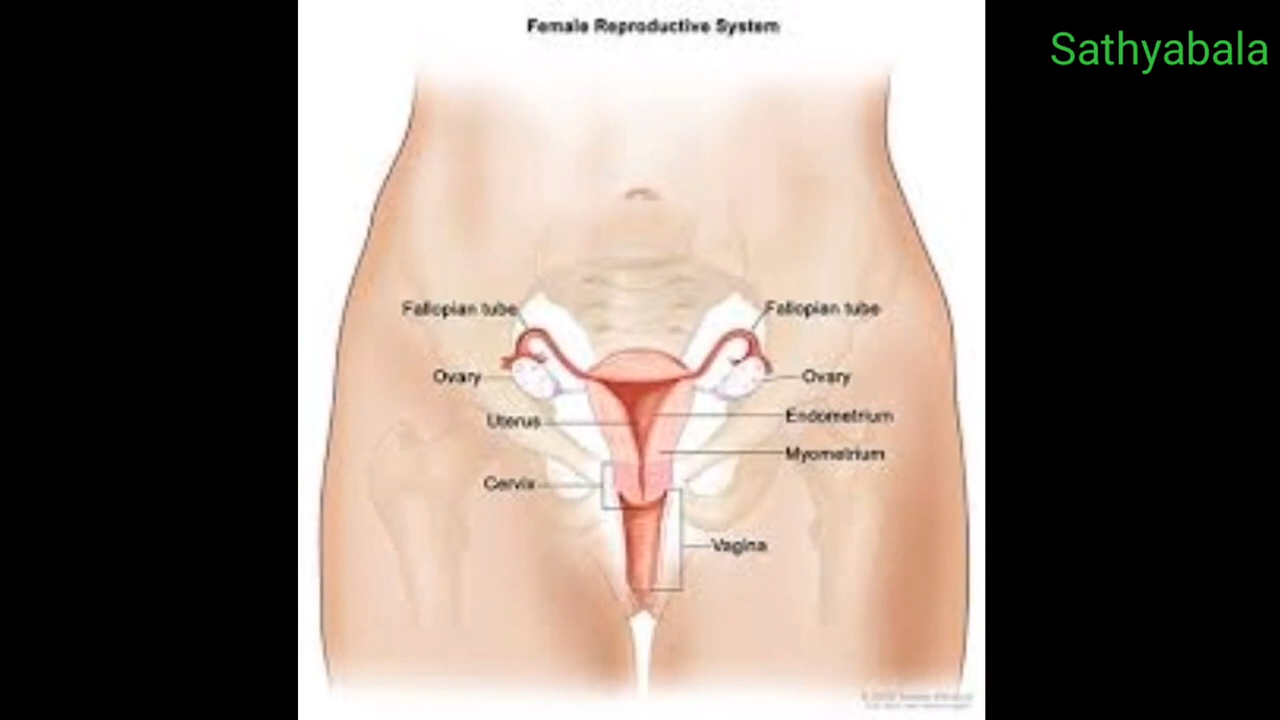 Female Reproductive System
Sathyabala
Fallopian tube
Fallopian tube
Ovary
Ovary
Uterus
Endometrium
Myometrium
Cervix
Vagina